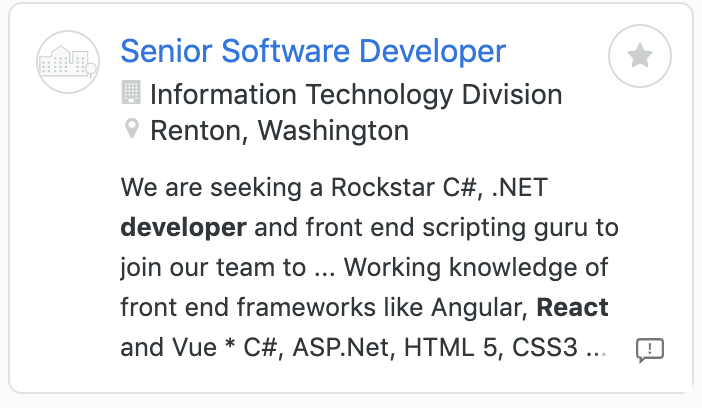 Senior Software Developer
Information Technology Division
Renton, Washington
We are seeking a Rockstar C#, .NET
developer and front end scripting guru to
join our team to ... Working knowledge of
front end frameworks like Angular, React
and Vue * C#, ASP.Net, HTML 5, CSS3 ...